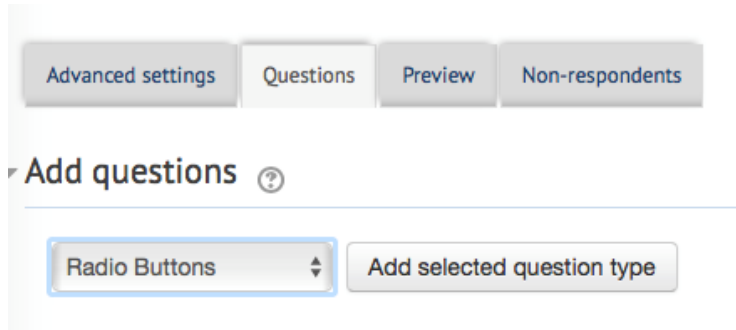 Advanced settings Questions Preview Non-respondents
Add questions ?
Radio Buttons Add selected question type